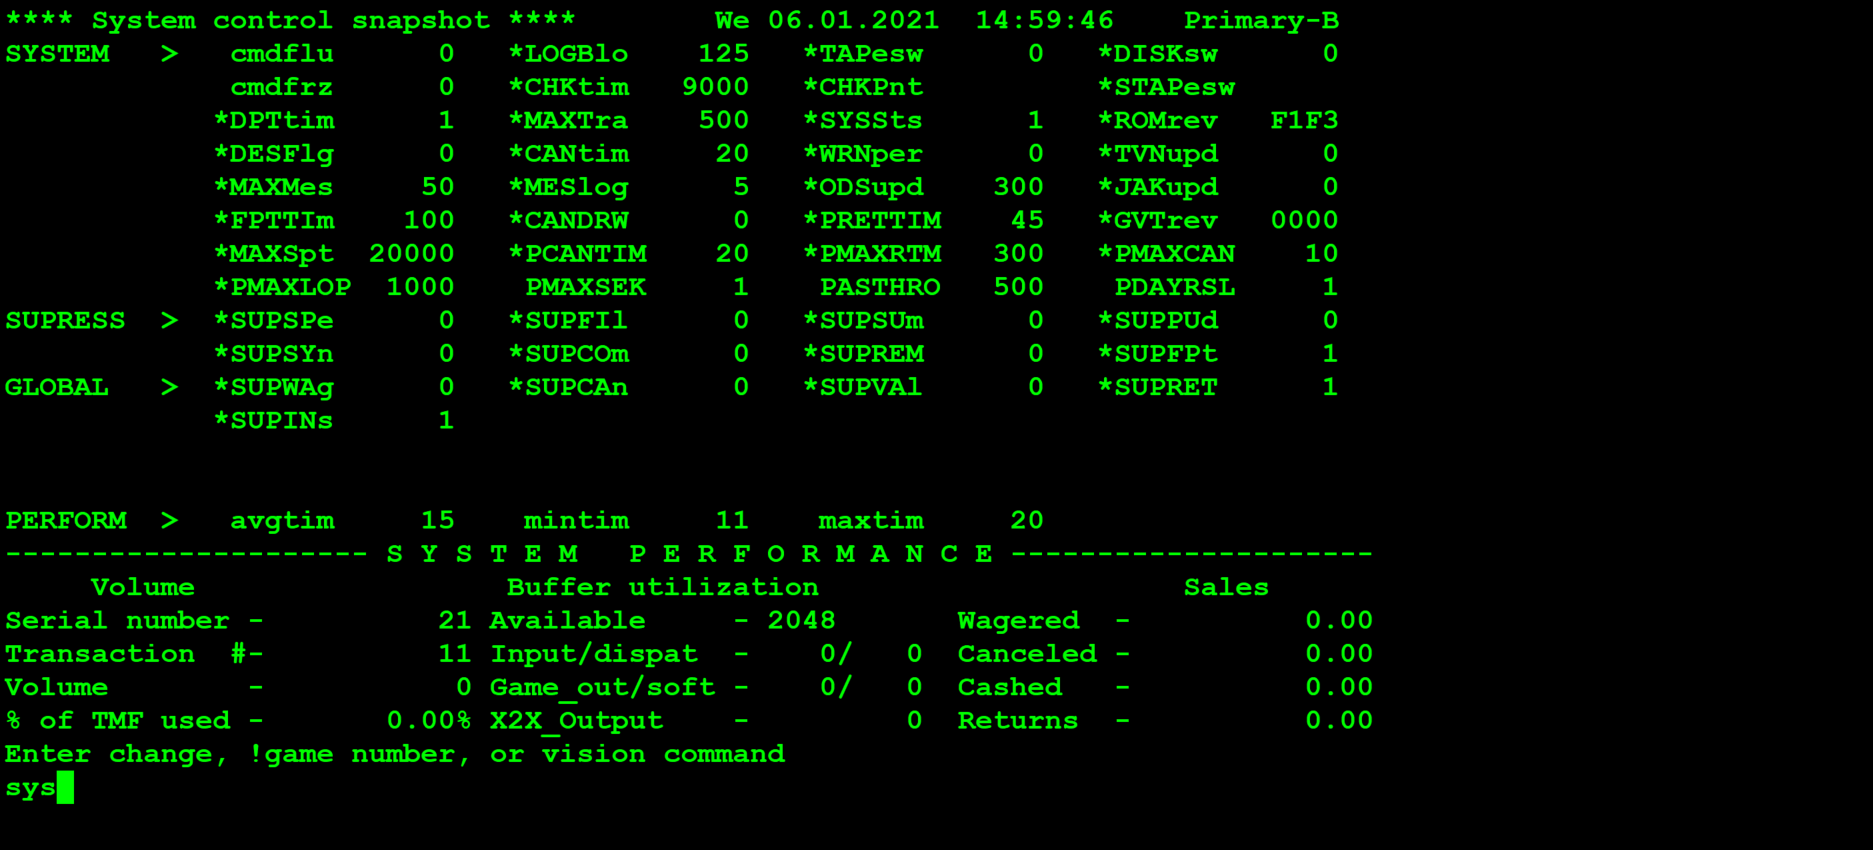 **** System control snapshot **** We 06.01.2021 14:59:46 Primary-B
SYSTEM > cmdflu 0 *LOGBlo 125 *TAPesw 0 *DISKsw 0
cmdfrz 0 *CHKtim 9000 *CHKPnt *STAPesw
*DPTtim 1 *MAXTra 500 *SYSSts 1 *ROMrev F1F3
*DESFlg 0 *CANtim 20 *WRNper 0 *TVNupd 0
*MAXMes 50 *MESlog 5 *ODSupd 300 *JAKupd 0
*FPTTIm 100 *CANDRW 0 *PRETTIM 45 *GVTrev 0000
*MAXSpt 20000 *PCANTIM 20 *PMAXRTM 300 *PMAXCAN 10
*PMAXLOP 1000 PMAXSEK 1 PASTHRO 500 PDAYRSL 1
SUPRESS > *SUPSPe 0 *SUPFIl 0 *SUPSUm 0 *SUPPUd 0
*SUPSYn 0 *SUPCOm 0 *SUPREM 0 *SUPFPt 1
GLOBAL > *SUPWAg 0 *SUPCAn 0 *SUPVAl 0 *SUPRET 1
*SUPINs 1
PERFORM > avgtim 15 mintim 11 maxtim 20
--------------------- S Y S T E M  P E R F O R M A N C E ---------------------
Volume Buffer utilization Sales
Serial number - 21 Available - 2048 Wagered - 0.00
Transaction #- 11 Input/dispat - 0/ 0 Canceled - 0.00
Volume - 0 Game_out/soft - 0/ 0 Cashed - 0.00
% of TMF used - 0.00% X2X_Output - 0 Returns - 0.00
Enter change, !game number, or vision command
sys